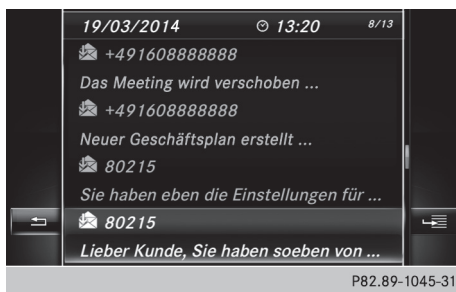 19/03/2014 13:20 8/13
+491608888888
Das Meeting wird verschoben ...
+491608888888
Neuer Geschäftsplan erstellt ...
80215
Sie haben eben die Einstellungen für ...
80215
Lieber Kunde, Sie haben soeben von ...
P82.89-1045-31